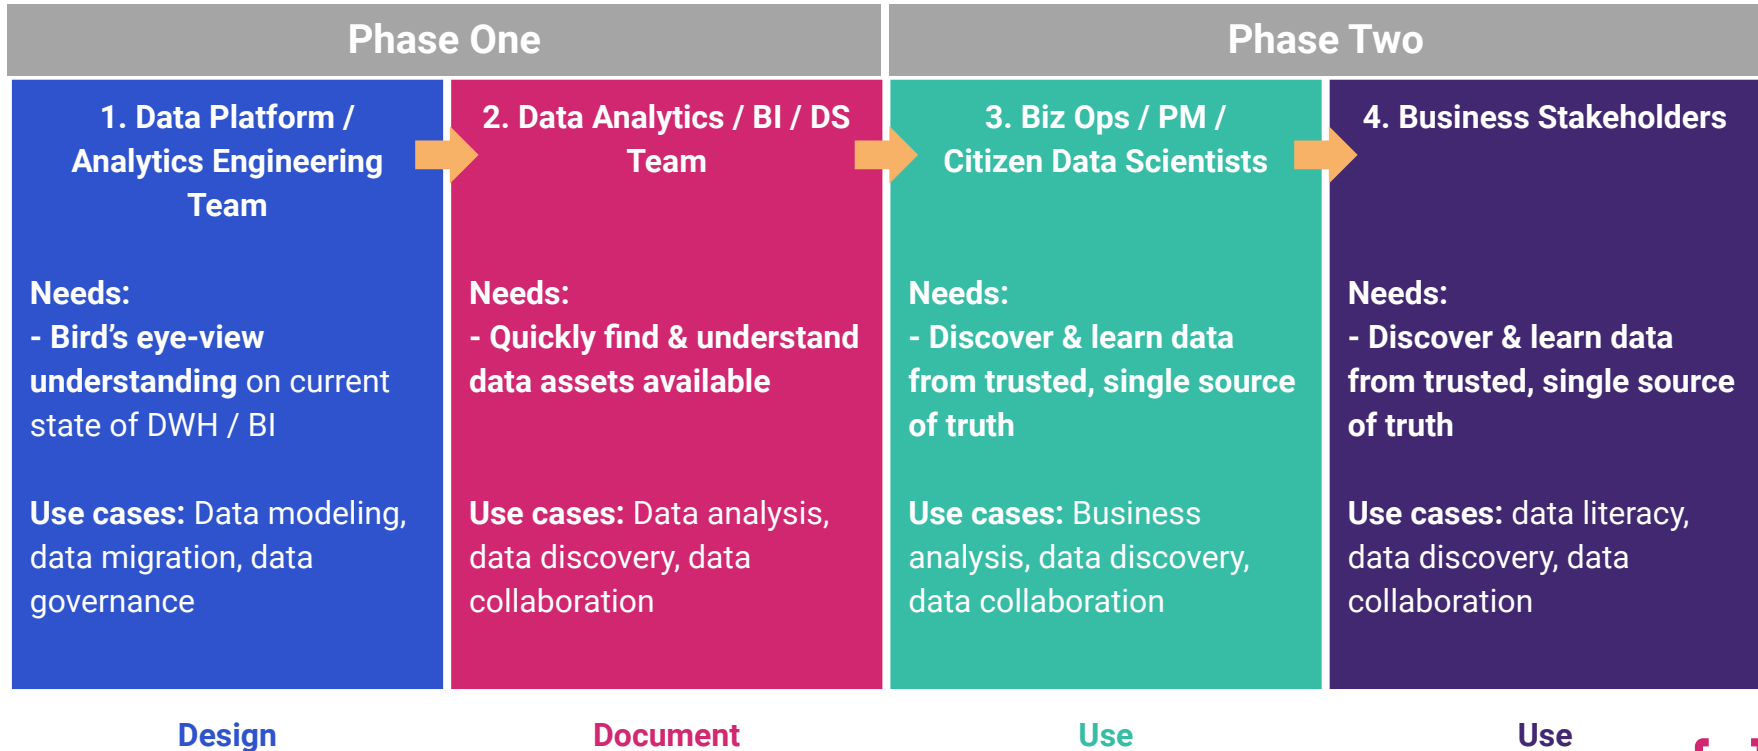 Phase One
Phase Two
1. Data Platform /
Analytics Engineering
Team
Needs:
- Bird’s eye-view
understanding on current
state of DWH / BI
Use cases: Data modeling,
data migration, data
governance
2. Data Analytics / BI / DS
Team
Needs:
- Quickly find & understand
data assets available
Use cases: Data analysis,
data discovery, data
collaboration
3. Biz Ops / PM /
Citizen Data Scientists
Needs:
- Discover & learn data
from trusted, single source
of truth
Use cases: Business
analysis, data discovery,
data collaboration
4. Business Stakeholders
Needs:
- Discover & learn data
from trusted, single source
of truth
Use cases: data literacy,
data discovery, data
collaboration
Design
Document
Use
Use